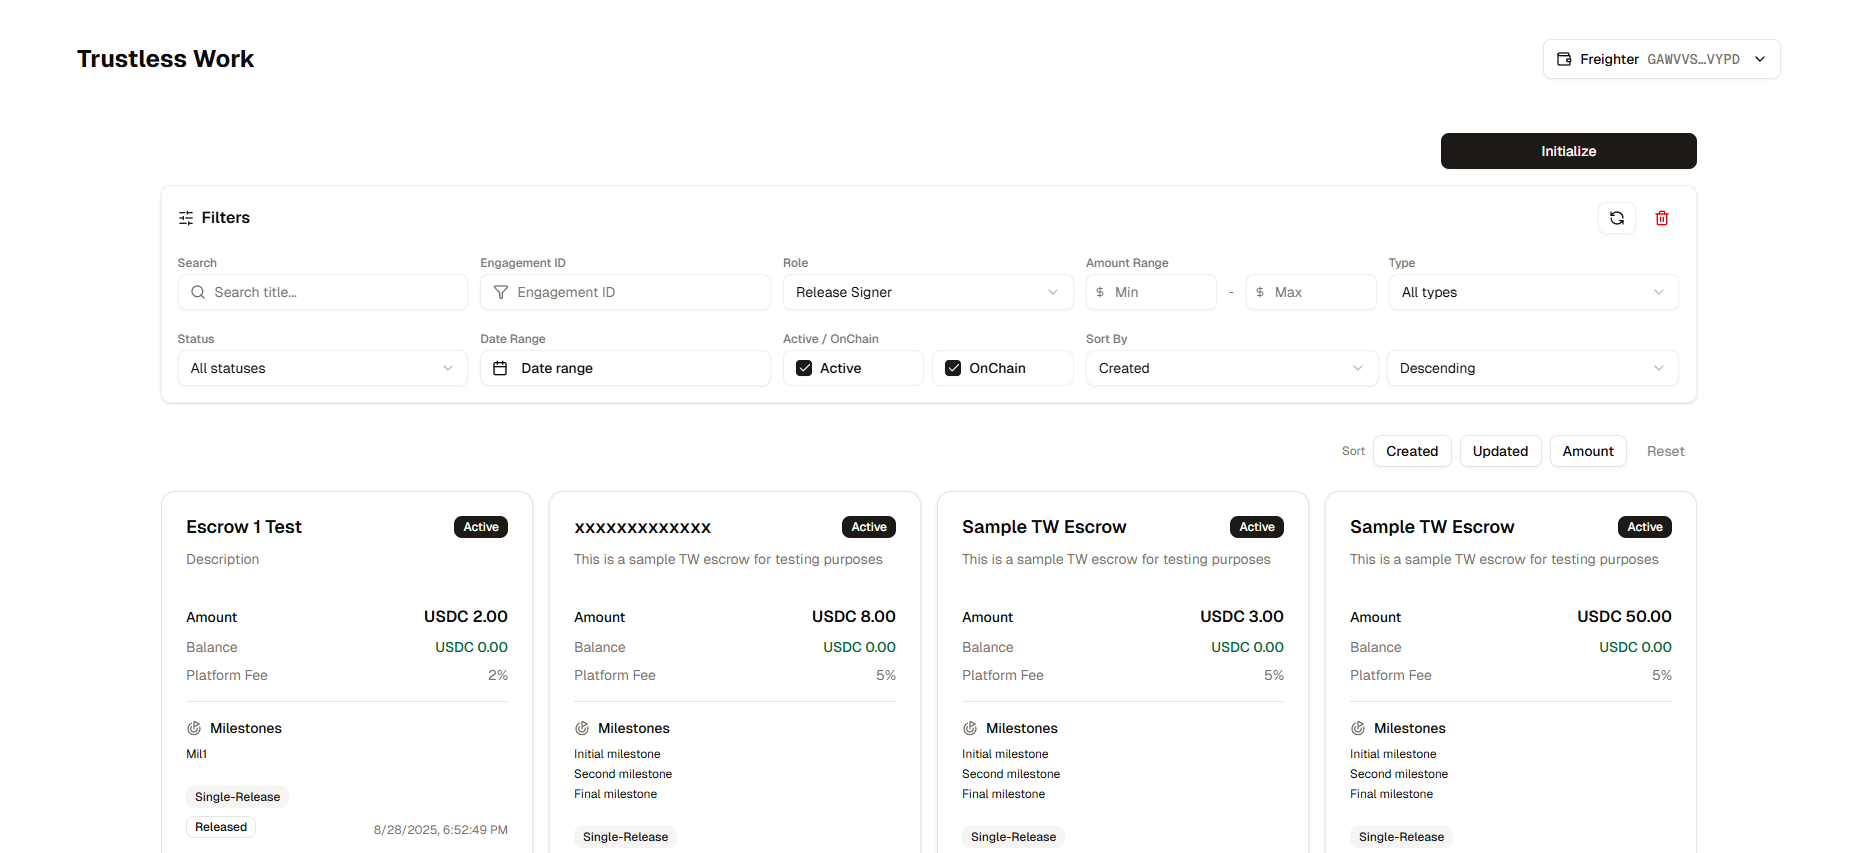 Trustless Work
Freighter GAWVVS...VYPD
Initialize
Filters
Search
Engagement ID
Role
Amount Range
Type
Search title...
Engagement ID
Release Signer
$ Min
-
$ Max
All types
Status
Date Range
Active / OnChain
Sort By
All statuses
Date range
Active
OnChain
Created
Descending
Sort
Created
Updated
Amount
Reset
Escrow 1 Test
Active
Description
Amount USDC 2.00
Balance USDC 0.00
Platform Fee 2%
Milestones
Mil1
Single-Release
Released
8/28/2025, 6:52:49 PM
xxxxxxxxxxxxx
Active
This is a sample TW escrow for testing purposes
Amount USDC 8.00
Balance USDC 0.00
Platform Fee 5%
Milestones
Initial milestone
Second milestone
Final milestone
Single-Release
Sample TW Escrow
Active
This is a sample TW escrow for testing purposes
Amount USDC 3.00
Balance USDC 0.00
Platform Fee 5%
Milestones
Initial milestone
Second milestone
Final milestone
Single-Release
Sample TW Escrow
Active
This is a sample TW escrow for testing purposes
Amount USDC 50.00
Balance USDC 0.00
Platform Fee 5%
Milestones
Initial milestone
Second milestone
Final milestone
Single-Release